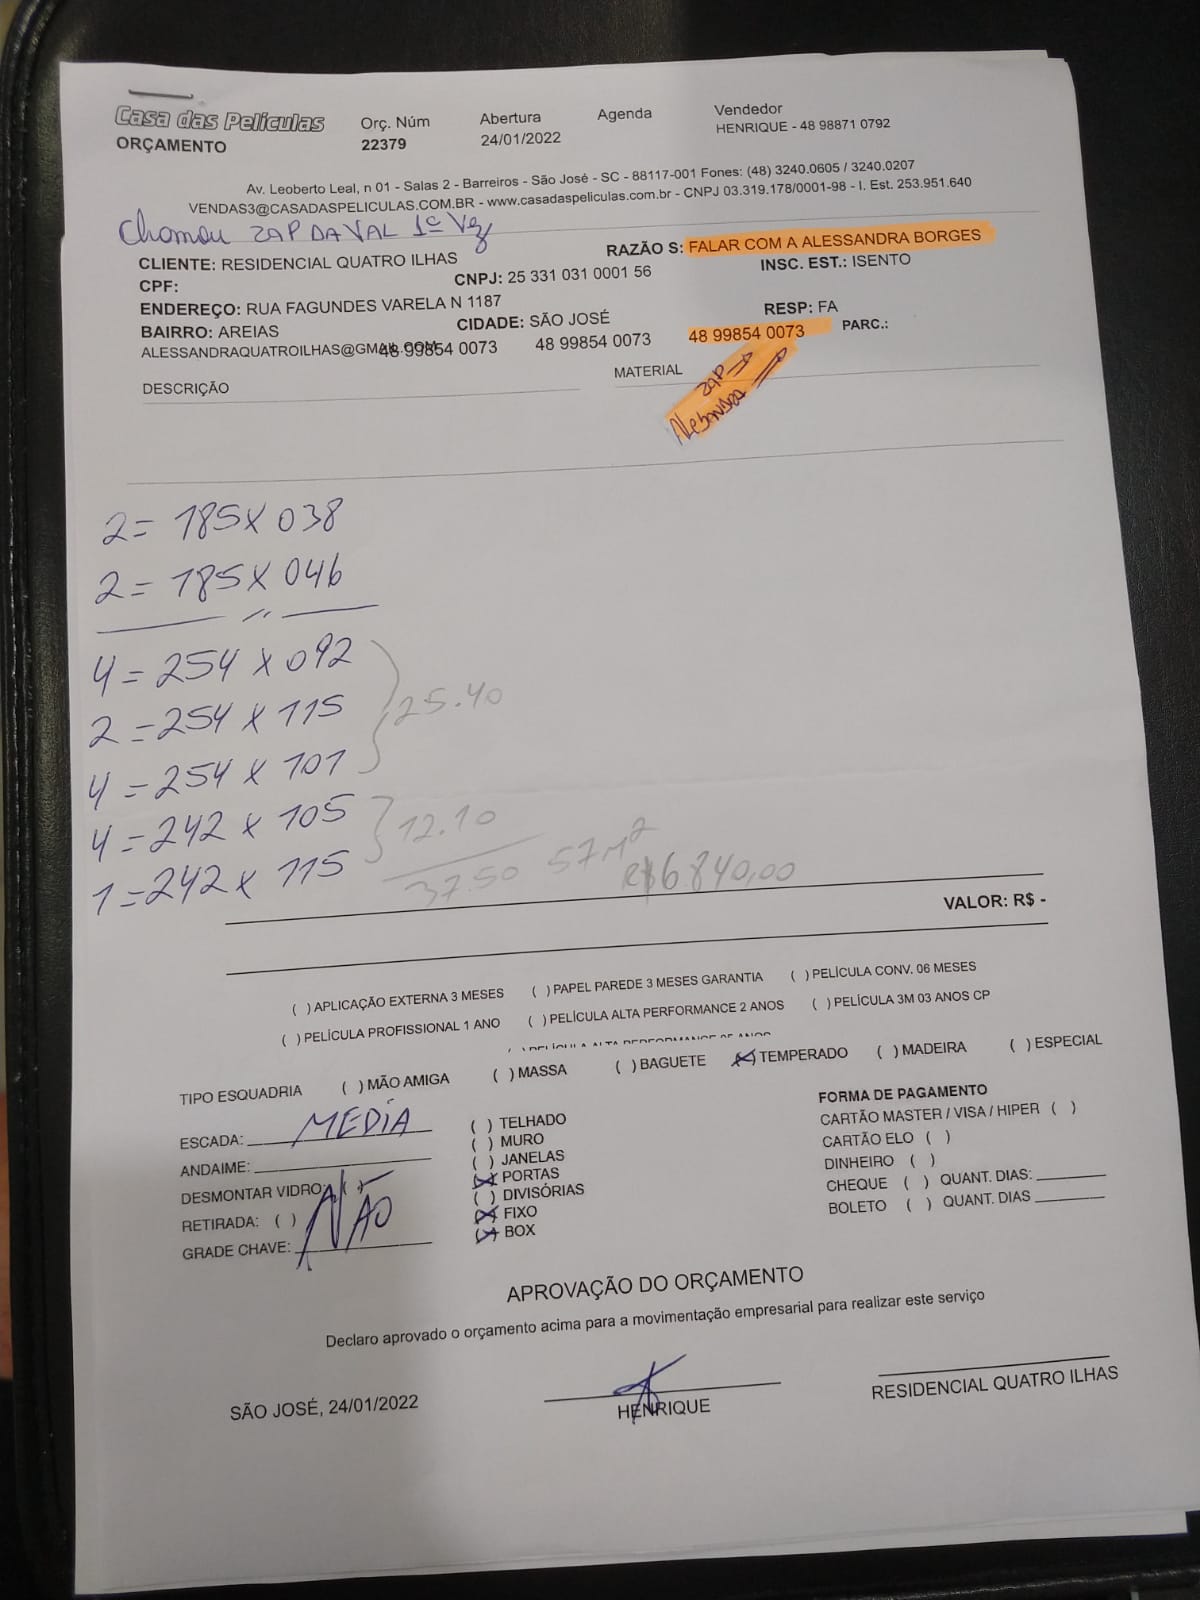 Casa das Películas
ORÇAMENTO
Orç. Núm
22379
Abertura
24/01/2022
Agenda
Vendedor
HENRIQUE - 48 98871 0792
Av. Leoberto Leal, n 01 - Salas 2 - Barreiros - São José - SC - 88117-001 Fones: (48) 3240.0605 / 3240.0207
VENDAS3@CASADASPELICULAS.COM.BR - www.casadaspeliculas.com.br - CNPJ 03.319.178/0001-98 - I. Est. 253.951.640
Chamou ZAP DA VAL 1ª Vez
CLIENTE: RESIDENCIAL QUATRO ILHAS RAZÃO S: FALAR COM A ALESSANDRA BORGES
CPF: CNPJ: 25 331 031 0001 56 INSC. EST.: ISENTO
ENDEREÇO: RUA FAGUNDES VARELA N 1187 RESP: FA
BAIRRO: AREIAS CIDADE: SÃO JOSÉ PARC.:
ALESSANDRAQUATROILHAS@GMAIL.COM 48 99854 0073 48 99854 0073 48 99854 0073
DESCRIÇÃO MATERIAL
ZAP
Alesandra
2 = 185 X 038
2 = 185 X 046
4 = 254 X 092
2 = 254 X 115 25.40
4 = 254 X 101
4 = 242 X 105 12.10
1 = 242 X 115 37.50 57M² R$6.840,00
VALOR: R$ -
( ) APLICAÇÃO EXTERNA 3 MESES ( ) PAPEL PAREDE 3 MESES GARANTIA ( ) PELÍCULA CONV. 06 MESES
( ) PELÍCULA PROFISSIONAL 1 ANO ( ) PELÍCULA ALTA PERFORMANCE 2 ANOS ( ) PELÍCULA 3M 03 ANOS CP
( ) PELÍCULA ALTA PERFORMANCE 05 ANOS
TIPO ESQUADRIA ( ) MÃO AMIGA ( ) MASSA ( ) BAGUETE (X) TEMPERADO ( ) MADEIRA ( ) ESPECIAL
ESCADA: MEDIA
ANDAIME:
DESMONTAR VIDRO: ( )
RETIRADA: ( )
GRADE CHAVE: NÃO
( ) TELHADO
( ) MURO
( ) JANELAS
(X) PORTAS
( ) DIVISÓRIAS
(X) FIXO
(X) BOX
FORMA DE PAGAMENTO
CARTÃO MASTER / VISA / HIPER ( )
CARTÃO ELO ( )
DINHEIRO ( )
CHEQUE ( ) QUANT. DIAS:
BOLETO ( ) QUANT. DIAS
APROVAÇÃO DO ORÇAMENTO
Declaro aprovado o orçamento acima para a movimentação empresarial para realizar este serviço
SÃO JOSÉ, 24/01/2022
HENRIQUE
RESIDENCIAL QUATRO ILHAS